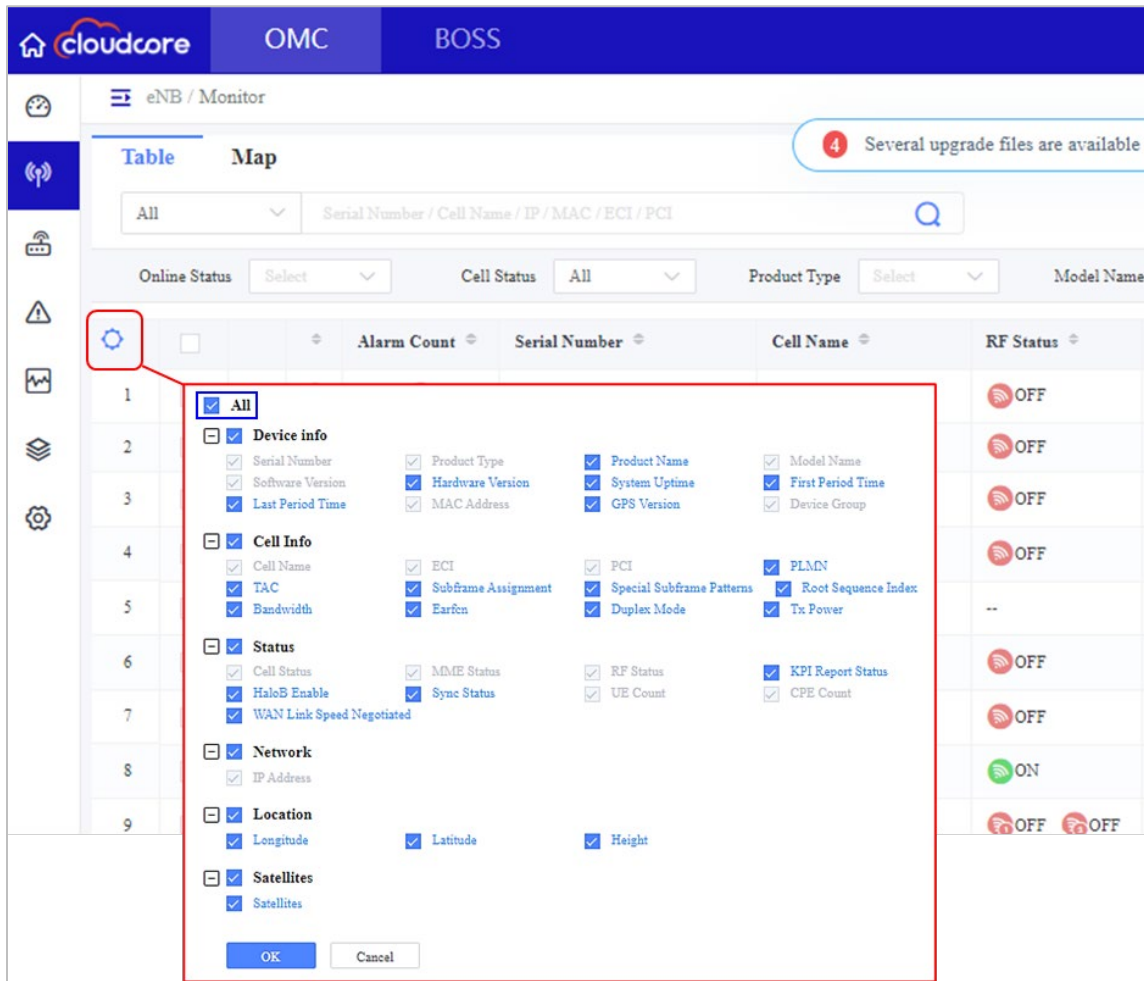 cloudcore OMC BOSS
eNB / Monitor
4 Several upgrade files are available
Table Map
All Serial Number / Cell Name / IP / MAC / ECI / PCI
Online Status Select Cell Status All Product Type Select Model Name
Alarm Count Serial Number Cell Name RF Status
1 OFF
All
Device info
2 OFF
Serial Number Product Type Product Name Model Name
Software Version Hardware Version System Uptime First Period Time
3 OFF
Last Period Time MAC Address GPS Version Device Group
Cell Info
4 OFF
Cell Name ECI PCI PLMN
TAC Subframe Assignment Special Subframe Patterns Root Sequence Index
5 --
Bandwidth Earfcn Duplex Mode Tx Power
Status
6 OFF
Cell Status MME Status RF Status KPI Report Status
HaloB Enable Sync Status UE Count CPE Count
7 OFF
WAN Link Speed Negotiated
Network
8 ON
IP Address
Location
9 OFF OFF
Longitude Latitude Height
Satellites
Satellites
OK Cancel